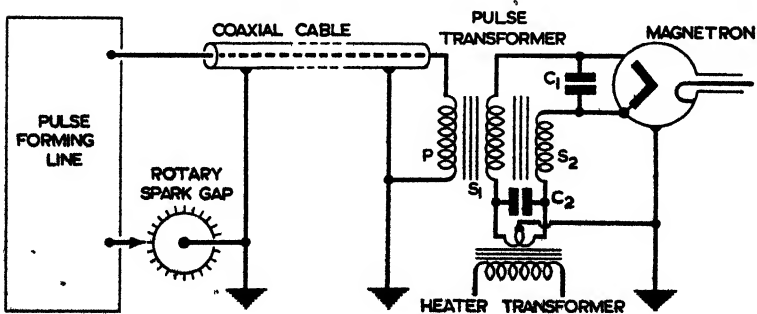 PULSE
FORMING
LINE
ROTARY
SPARK GAP
COAXIAL CABLE
PULSE
TRANSFORMER
MAGNETRON
C1
P
S1
S2
C2
HEATER TRANSFORMER